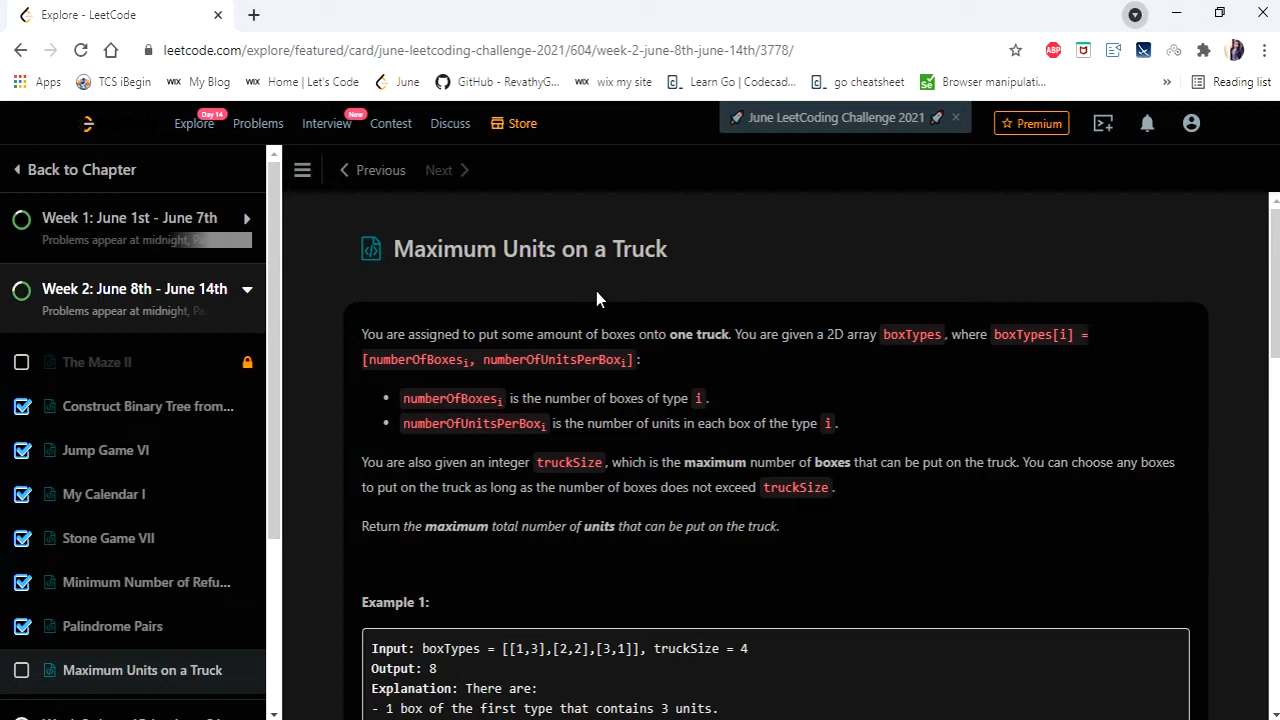 Explore - LeetCode
leetcode.com/explore/featured/card/june-leetcoding-challenge-2021/604/week-2-june-8th-june-14th/3778/
ABP
Apps TCS iBegin WIX My Blog WIX Home | Let's Code June GitHub - RevathyG... WIX wix my site Learn Go | Codecad... go cheatsheet Browser manipulati... » Reading list
Day 14 New
Explore Problems Interview Contest Discuss Store June LeetCoding Challenge 2021 × Premium
Back to Chapter
Previous Next
Week 1: June 1st - June 7th
Problems appear at midnight,
Week 2: June 8th - June 14th
Problems appear at midnight, Pa
The Maze II
Construct Binary Tree from...
Jump Game VI
My Calendar I
Stone Game VII
Minimum Number of Refu...
Palindrome Pairs
Maximum Units on a Truck
Maximum Units on a Truck
You are assigned to put some amount of boxes onto one truck. You are given a 2D array boxTypes, where boxTypes[i] =
[numberOfBoxesi, numberOfUnitsPerBoxi]:
• numberOfBoxesi is the number of boxes of type i.
• numberOfUnitsPerBoxi is the number of units in each box of the type i.
You are also given an integer truckSize, which is the maximum number of boxes that can be put on the truck. You can choose any boxes
to put on the truck as long as the number of boxes does not exceed truckSize.
Return the maximum total number of units that can be put on the truck.
Example 1:
Input: boxTypes = [[1,3],[2,2],[3,1]], truckSize = 4
Output: 8
Explanation: There are:
- 1 box of the first type that contains 3 units.